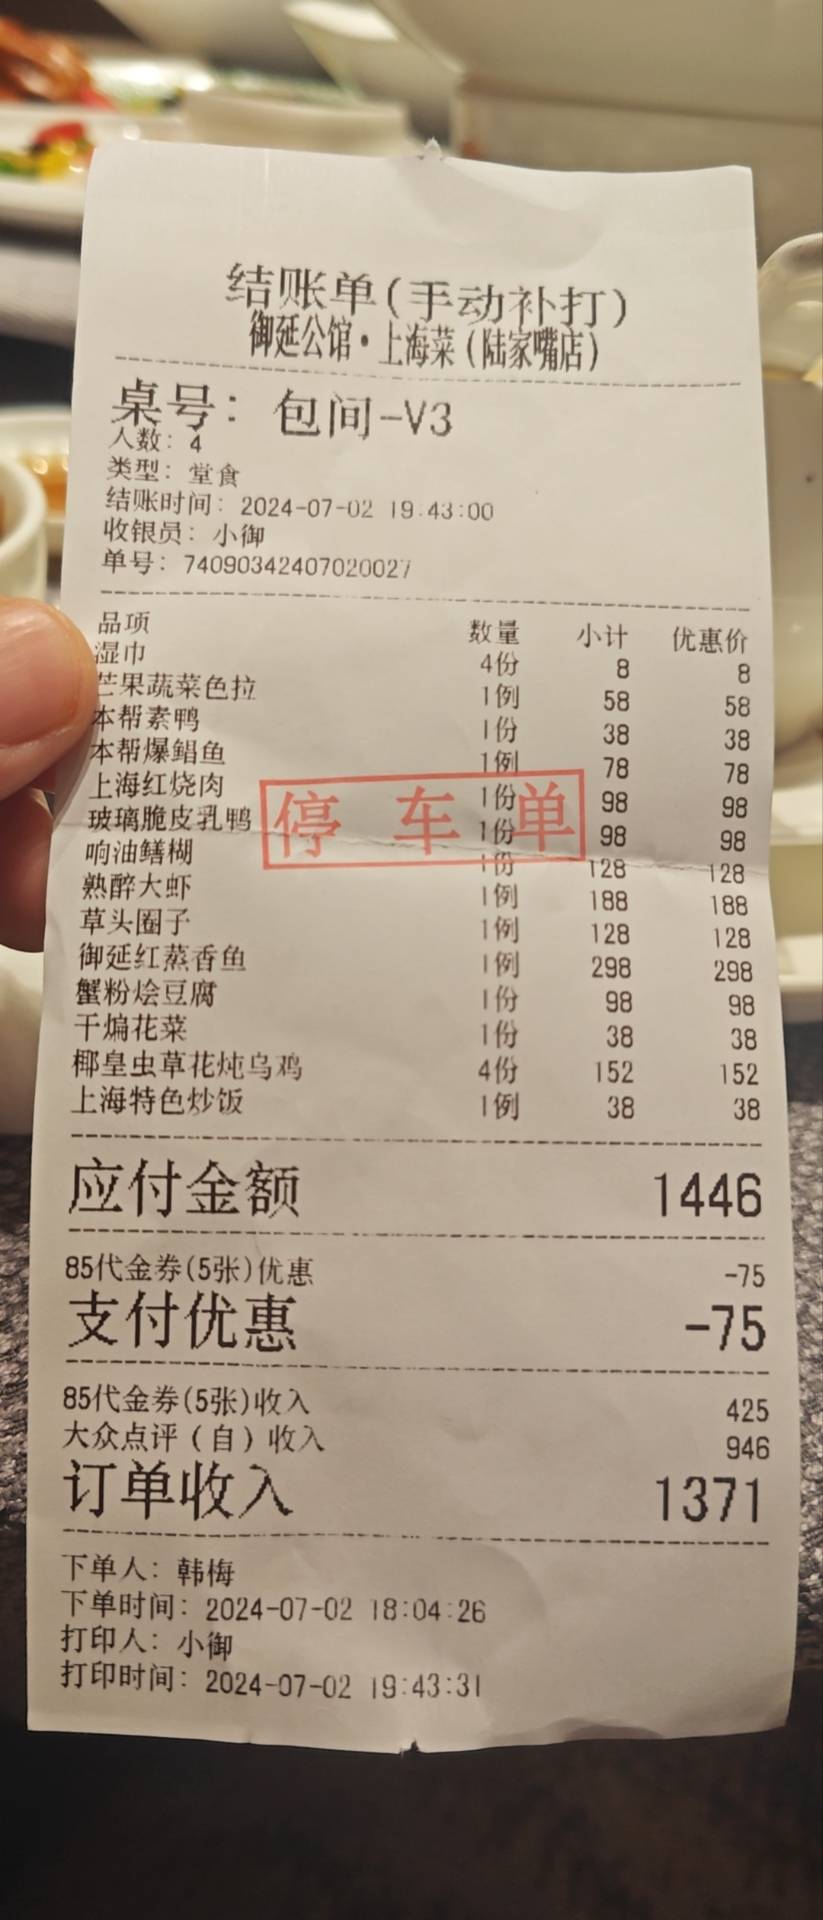 结账单(手动补打)
御延公馆·上海菜(陆家嘴店)
桌号: 包间-V3
人数: 4
类型: 堂食
结账时间: 2024-07-02 19:43:00
收银员: 小御
单号: 74090342407020027
品项 数量 小计 优惠价
湿巾 4份 8 8
芒果蔬菜色拉 1例 58 58
本帮素鸭 1份 38 38
本帮爆鲳鱼 1例 78 78
上海红烧肉 1份 98 98
玻璃脆皮乳鸭 1份 98 98
停车单
响油鳝糊 1份 128 128
熟醉大虾 1例 188 188
草头圈子 1例 128 128
御延红蒸香鱼 1例 298 298
蟹粉烩豆腐 1份 98 98
干煸花菜 1份 38 38
椰皇虫草花炖乌鸡 4份 152 152
上海特色炒饭 1例 38 38
应付金额 1446
85代金券(5张)优惠 -75
支付优惠 -75
85代金券(5张)收入 425
大众点评(自)收入 946
订单收入 1371
下单人: 韩梅
下单时间: 2024-07-02 18:04:26
打印人: 小御
打印时间: 2024-07-02 19:43:31